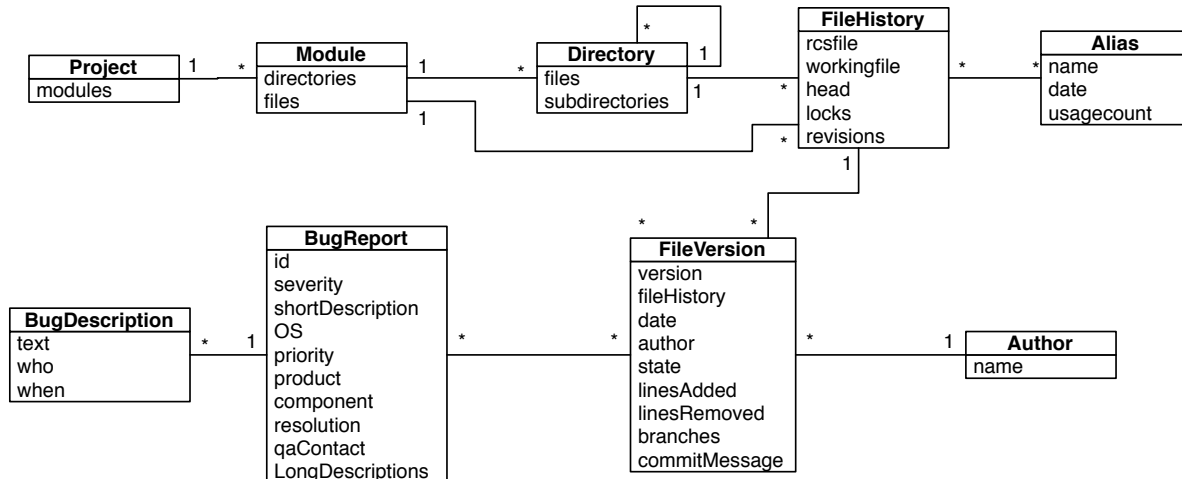 Project
modules
1
*
Module
directories
files
1
1
*
Directory
files
subdirectories
*
1
1
*
*
FileHistory
rcsfile
workingfile
head
locks
revisions
1
*
*
Alias
name
date
usagecount
*
*
FileVersion
version
fileHistory
date
author
state
linesAdded
linesRemoved
branches
commitMessage
BugReport
id
severity
shortDescription
OS
priority
product
component
resolution
qaContact
LongDescriptions
*
*
BugDescription
text
who
when
*
1
*
1
Author
name